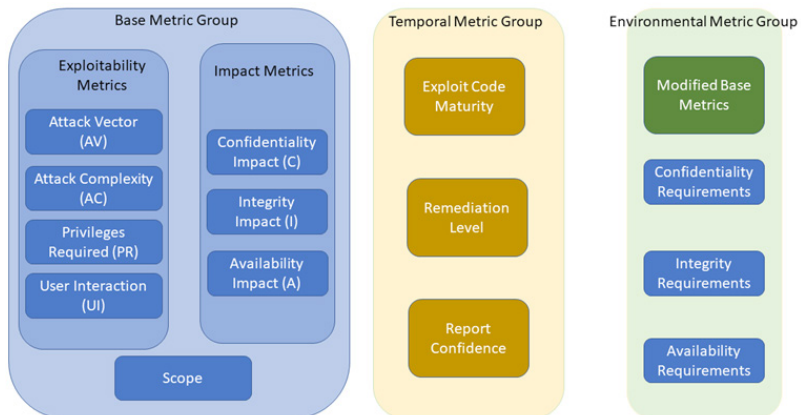 Base Metric Group
Exploitability
Metrics
Attack Vector
(AV)
Attack Complexity
(AC)
Privileges
Required (PR)
User Interaction
(UI)
Impact Metrics
Confidentiality
Impact (C)
Integrity
Impact (I)
Availability
Impact (A)
Scope
Temporal Metric Group
Exploit Code
Maturity
Remediation
Level
Report
Confidence
Environmental Metric Group
Modified Base
Metrics
Confidentiality
Requirements
Integrity
Requirements
Availability
Requirements